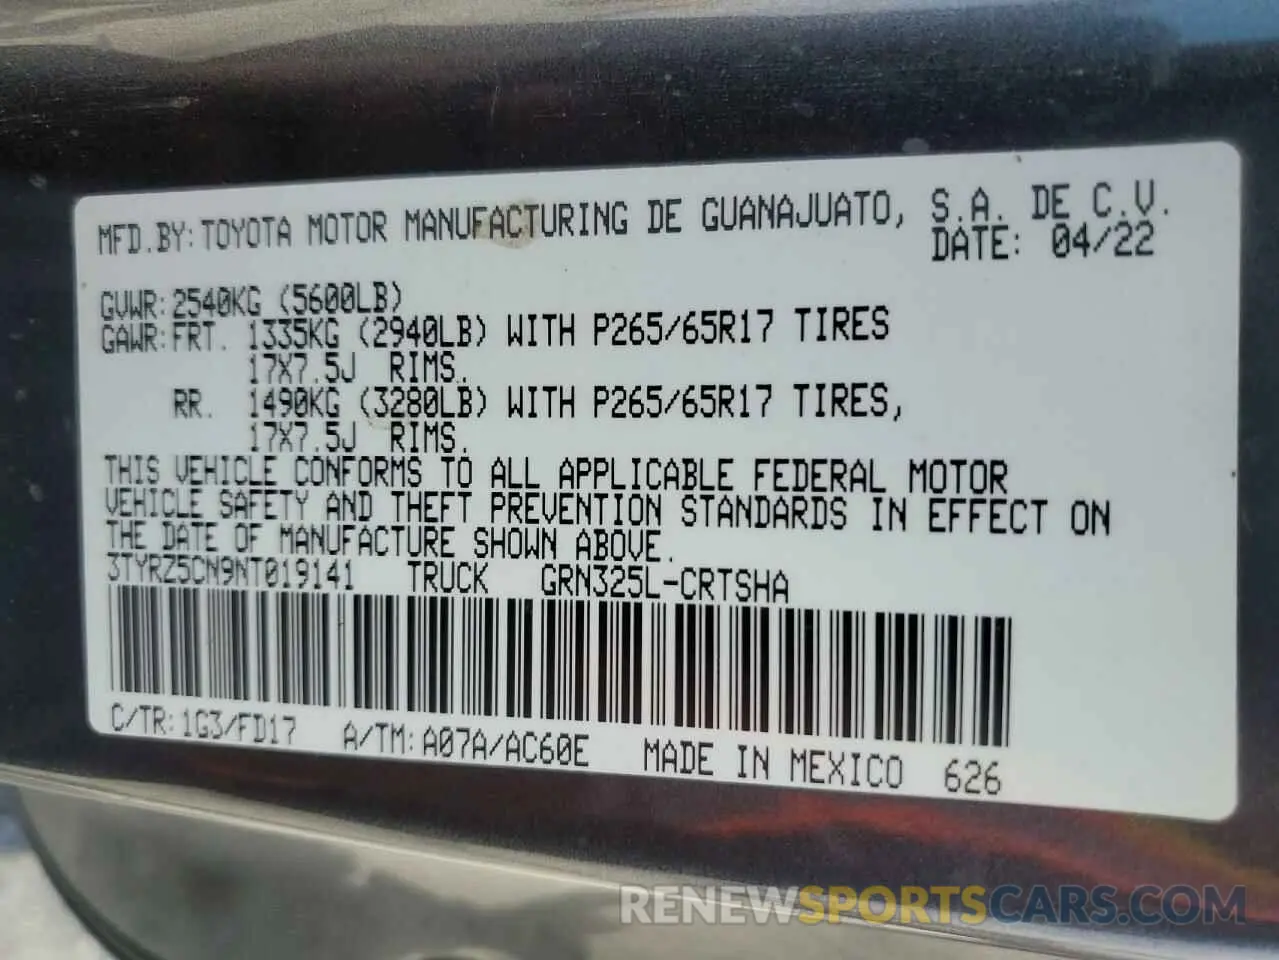 MFD.BY:TOYOTA MOTOR MANUFACTURING DE GUANAJUATO, S.A. DE C.V.
DATE: 04/22
GVWR:2540KG (5600LB)
GAWR:FRT. 1335KG (2940LB) WITH P265/65R17 TIRES
17X7.5J RIMS.
RR. 1490KG (3280LB) WITH P265/65R17 TIRES,
17X7.5J RIMS.
THIS VEHICLE CONFORMS TO ALL APPLICABLE FEDERAL MOTOR
VEHICLE SAFETY AND THEFT PREVENTION STANDARDS IN EFFECT ON
THE DATE OF MANUFACTURE SHOWN ABOVE.
3TYRZ5CN9NT019141 TRUCK GRN325L-CRTSHA
C/TR:1G3/FD17 A/TM:A07A/AC60E MADE IN MEXICO 626
RENEWSPORTSCARS.COM